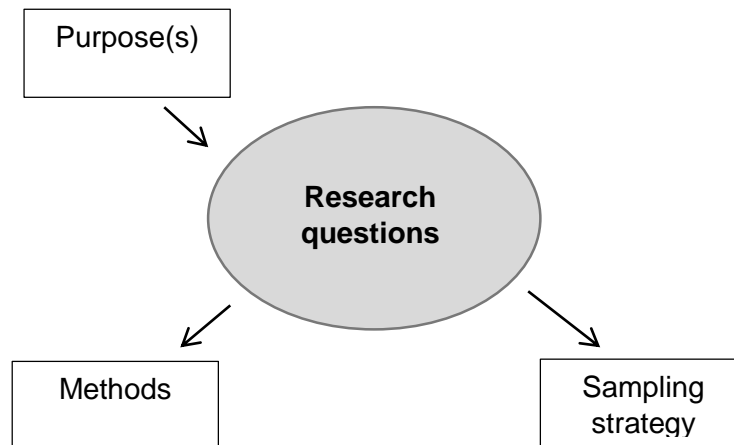 Purpose(s)
Research
questions
Methods
Sampling
strategy